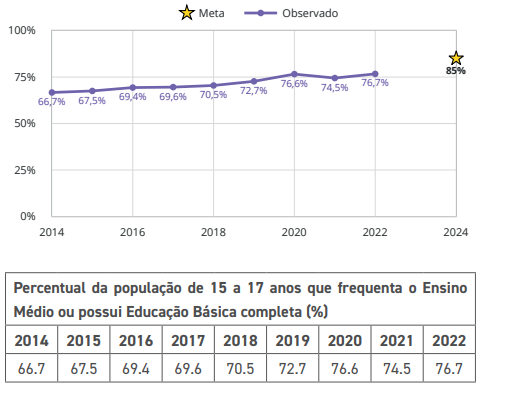 Meta Observado
100%
75%
50%
25%
0%
66,7% 67,5% 69,4% 69,6% 70,5% 72,7% 76,6% 74,5% 76,7%
85%
2014 2016 2018 2020 2022 2024
Percentual da população de 15 a 17 anos que frequenta o Ensino
Médio ou possui Educação Básica completa (%)
2014 2015 2016 2017 2018 2019 2020 2021 2022
66.7 67.5 69.4 69.6 70.5 72.7 76.6 74.5 76.7